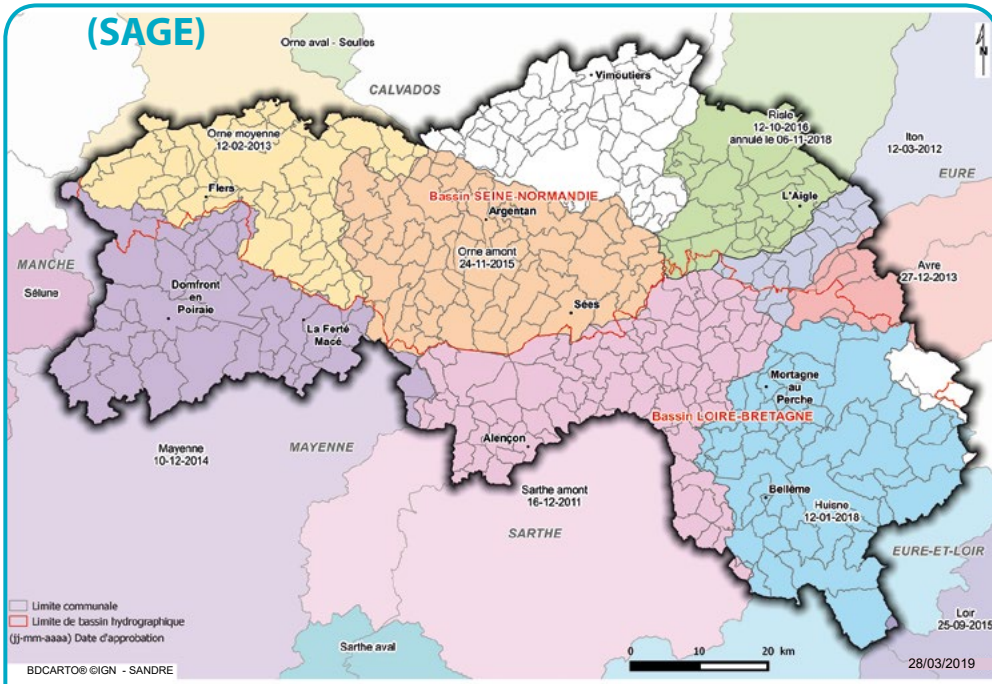 (SAGE)
Orne aval - Seulles
CALVADOS
Vimoutiers
N
Orne moyenne
12-02-2013
Risle
12-10-2016
annulé le 06-11-2018
Iton
12-03-2012
EURE
Flers
Bassin SEINE-NORMANDIE
Argentan
L'Aigle
Orne amont
24-11-2015
MANCHE
Sélune
Avre
27-12-2013
Domfront
en
Poiraie
La Ferté
Macé
Sées
Mortagne
au
Perche
Bassin LOIRE-BRETAGNE
Mayenne
10-12-2014
MAYENNE
Alençon
Sarthe amont
16-12-2011
SARTHE
Bellême
Huisne
12-01-2018
EURE-ET-LOIR
Loir
25-09-2015
Limite communale
Limite de bassin hydrographique
(jj-mm-aaaa) Date d'approbation
Sarthe aval
0 10 20 km
BDCARTO® ©IGN - SANDRE
28/03/2019